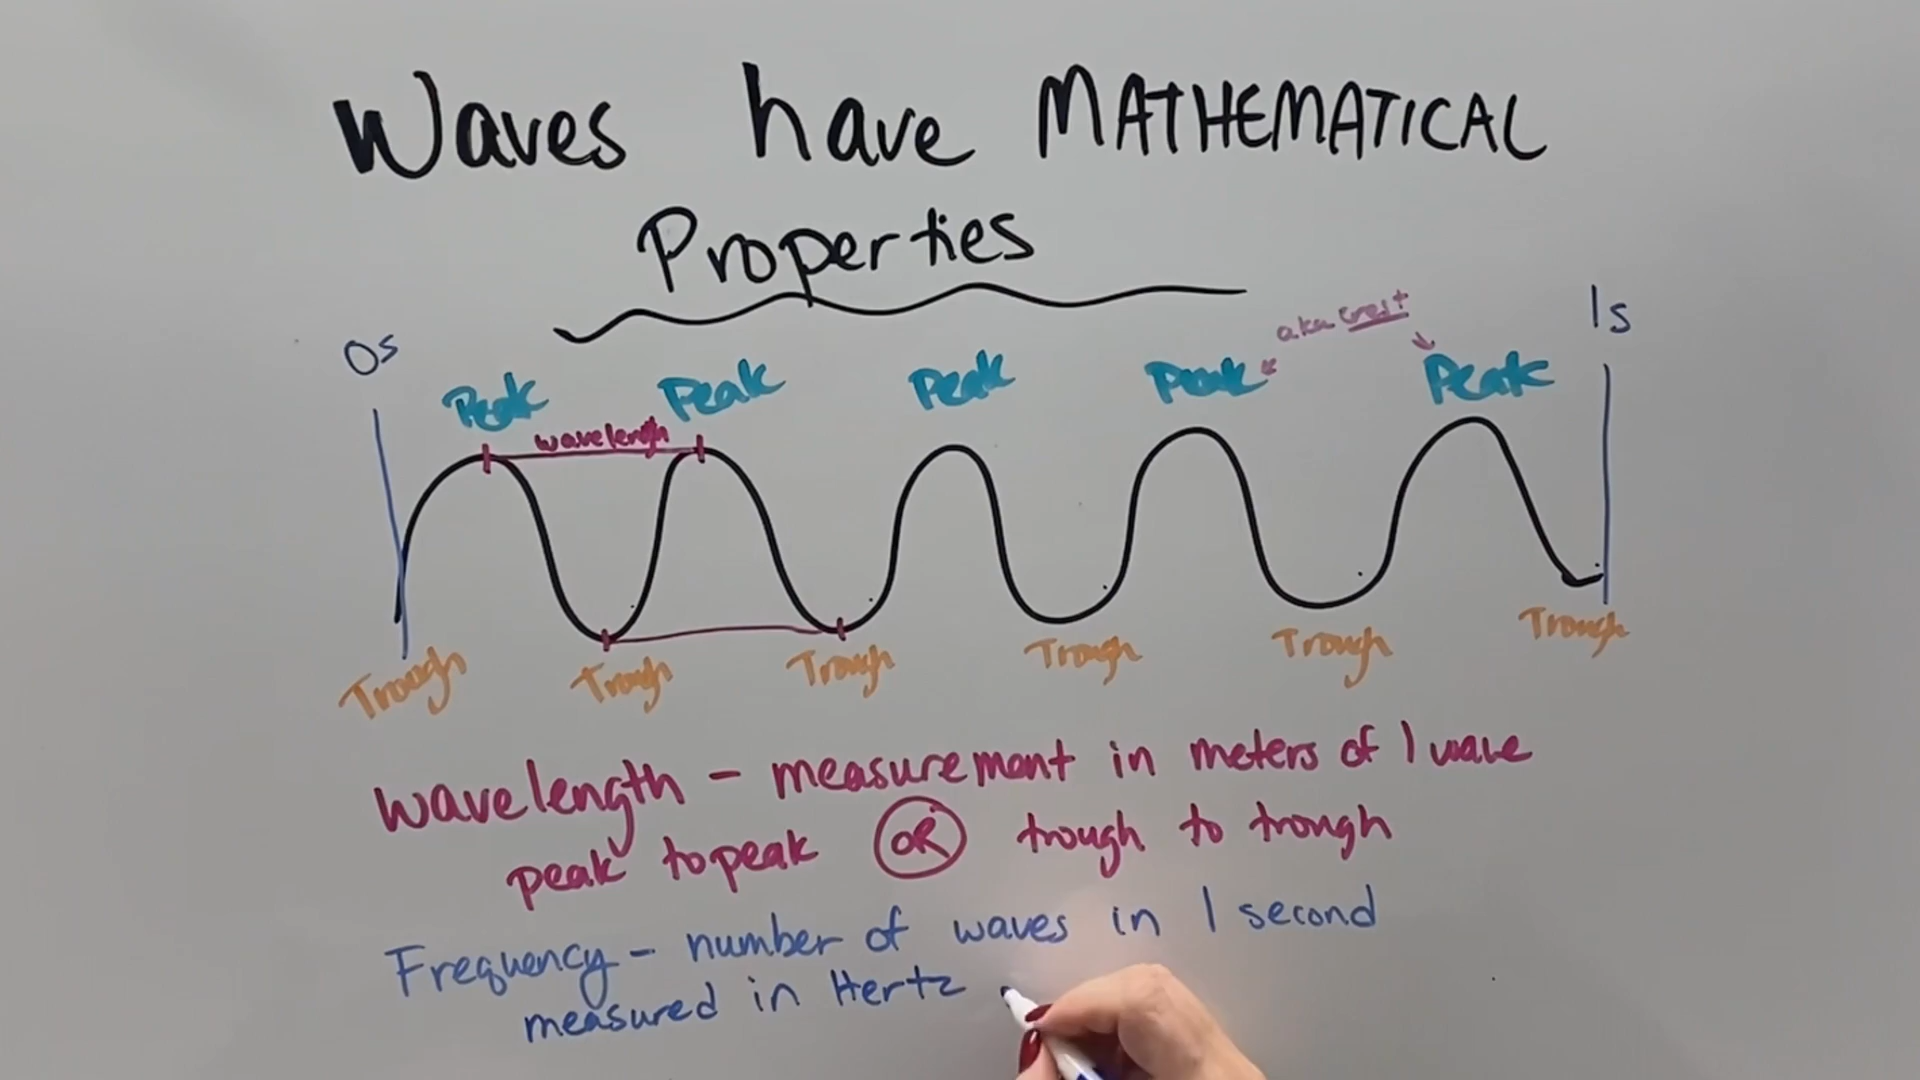 Waves have MATHEMATICAL
Properties
0s
1s
aka crest
Peak Peak Peak Peak Peak
wavelength
Trough Trough Trough Trough Trough Trough
Wavelength - measurement in meters of 1 wave
peak to peak OR trough to trough
Frequency - number of waves in 1 second
measured in Hertz